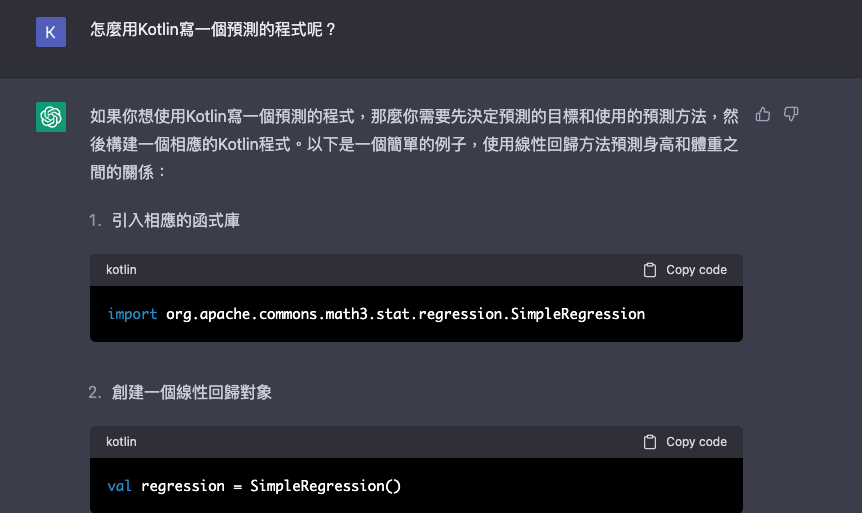 K
怎麼用Kotlin寫一個預測的程式呢？
如果你想使用Kotlin寫一個預測的程式，那麼你需要先決定預測的目標和使用的預測方法，然
後構建一個相應的Kotlin程式。以下是一個簡單的例子，使用線性回歸方法預測身高和體重之
間的關係：
1. 引入相應的函式庫
kotlin Copy code
import org.apache.commons.math3.stat.regression.SimpleRegression
2. 創建一個線性回歸對象
kotlin Copy code
val regression = SimpleRegression()